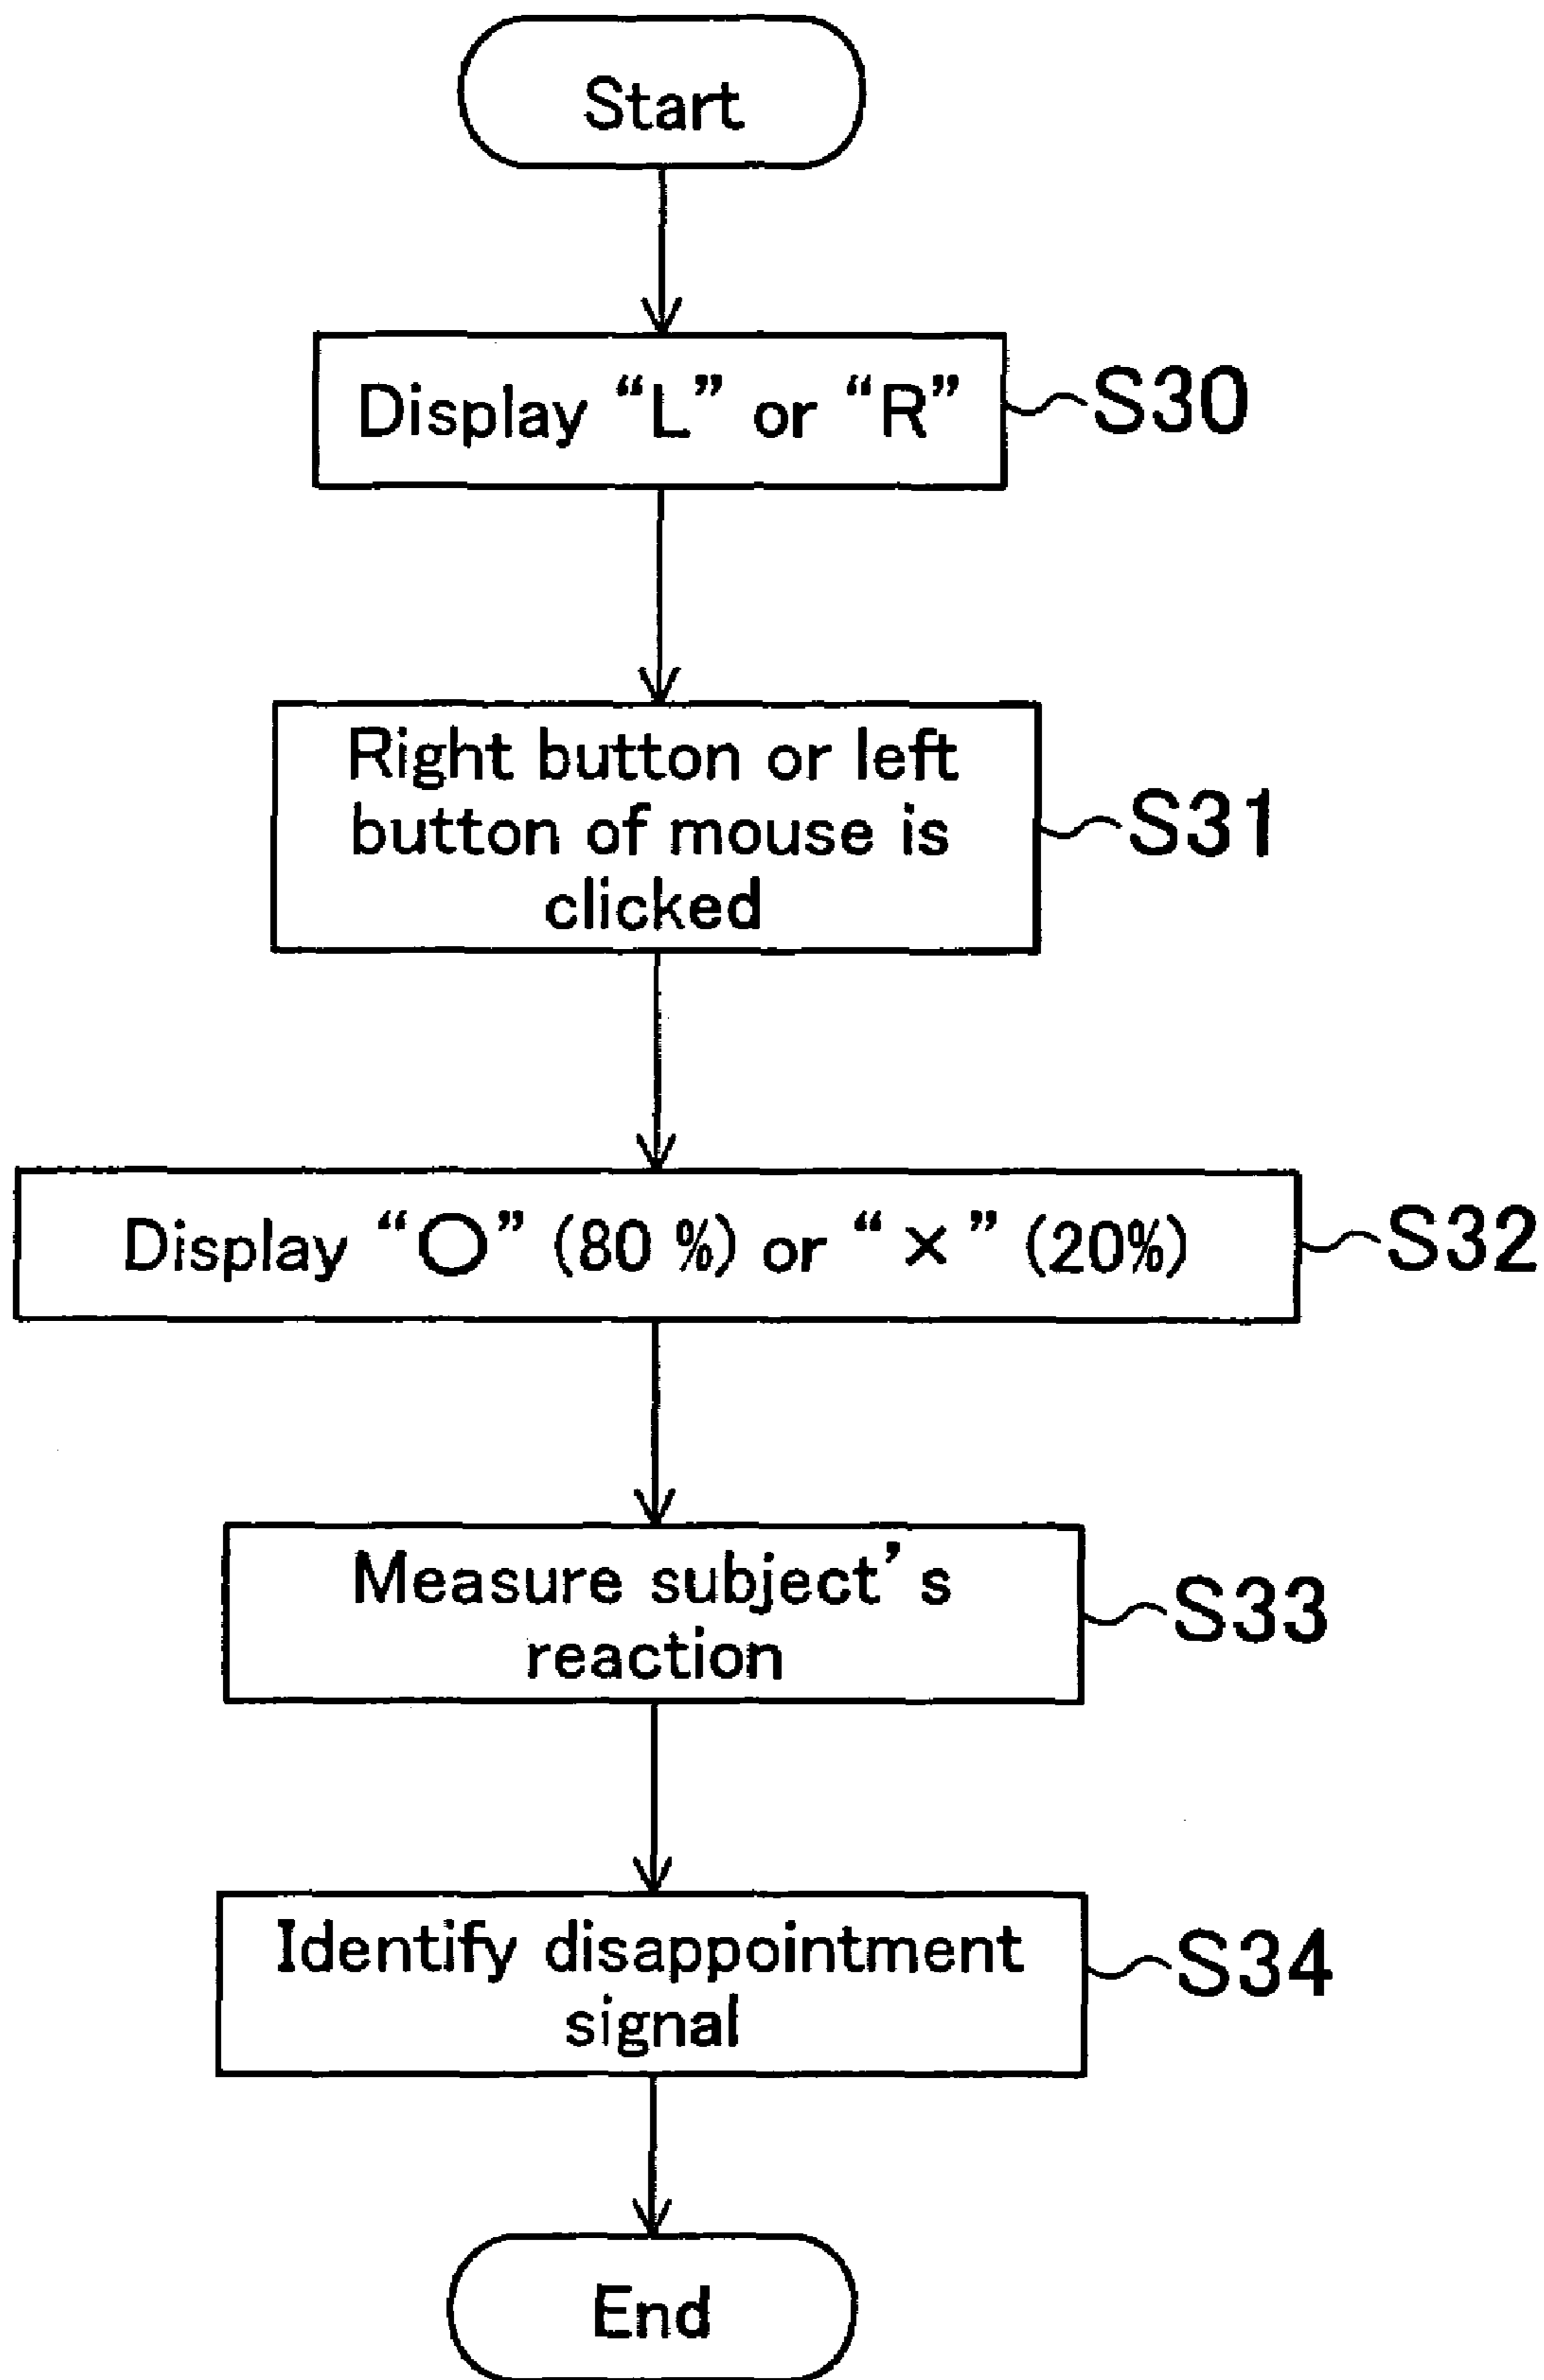 Start
Display “L” or “R”
S30
Right button or left
button of mouse is
clicked
S31
Display “○” (80 %) or “×” (20%)
S32
Measure subject's
reaction
S33
Identify disappointment
signal
S34
End